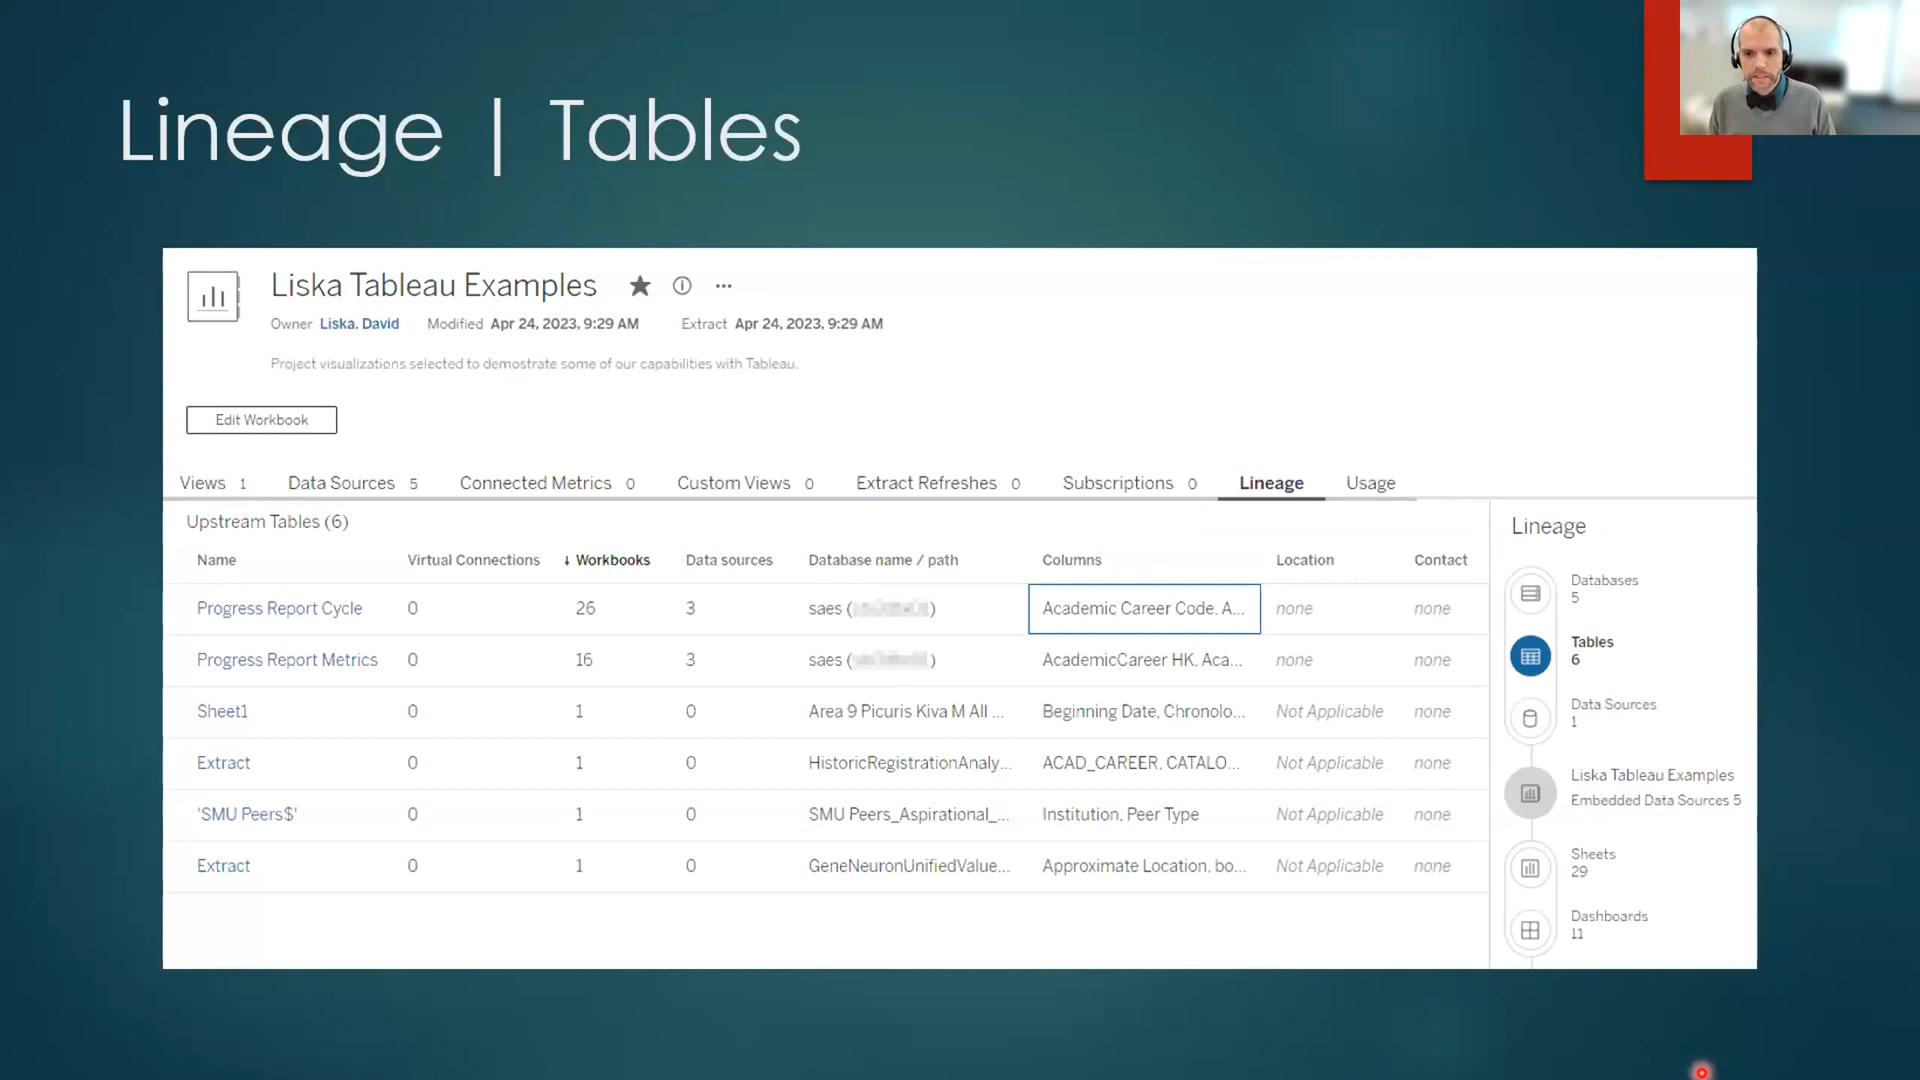 Lineage | Tables
Liska Tableau Examples
Owner Liska, David Modified Apr 24, 2023, 9:29 AM Extract Apr 24, 2023, 9:29 AM
Project visualizations selected to demostrate some of our capabilities with Tableau.
Edit Workbook
Views 1 Data Sources 5 Connected Metrics 0 Custom Views 0 Extract Refreshes 0 Subscriptions 0 Lineage Usage
Upstream Tables (6)
Name Virtual Connections ↓ Workbooks Data sources Database name / path Columns Location Contact
Progress Report Cycle 0 26 3 saes ( ) Academic Career Code, A... none none
Progress Report Metrics 0 16 3 saes ( ) AcademicCareer HK, Aca... none none
Sheet1 0 1 0 Area 9 Picuris Kiva M All ... Beginning Date, Chronolo... Not Applicable none
Extract 0 1 0 HistoricRegistrationAnaly... ACAD_CAREER, CATALO... Not Applicable none
'SMU Peers$' 0 1 0 SMU Peers_Aspirational_... Institution, Peer Type Not Applicable none
Extract 0 1 0 GeneNeuronUnifiedValue... Approximate Location, bo... Not Applicable none
Lineage
Databases
5
Tables
6
Data Sources
1
Liska Tableau Examples
Embedded Data Sources 5
Sheets
29
Dashboards
11